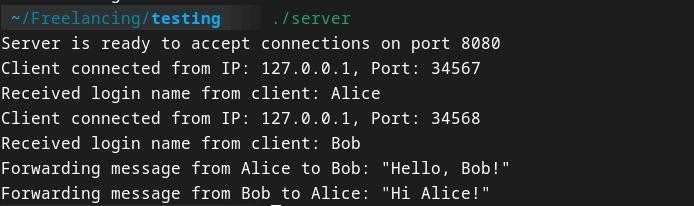 ~/Freelancing/testing ./server
Server is ready to accept connections on port 8080
Client connected from IP: 127.0.0.1, Port: 34567
Received login name from client: Alice
Client connected from IP: 127.0.0.1, Port: 34568
Received login name from client: Bob
Forwarding message from Alice to Bob: "Hello, Bob!"
Forwarding message from Bob to Alice: "Hi Alice!"